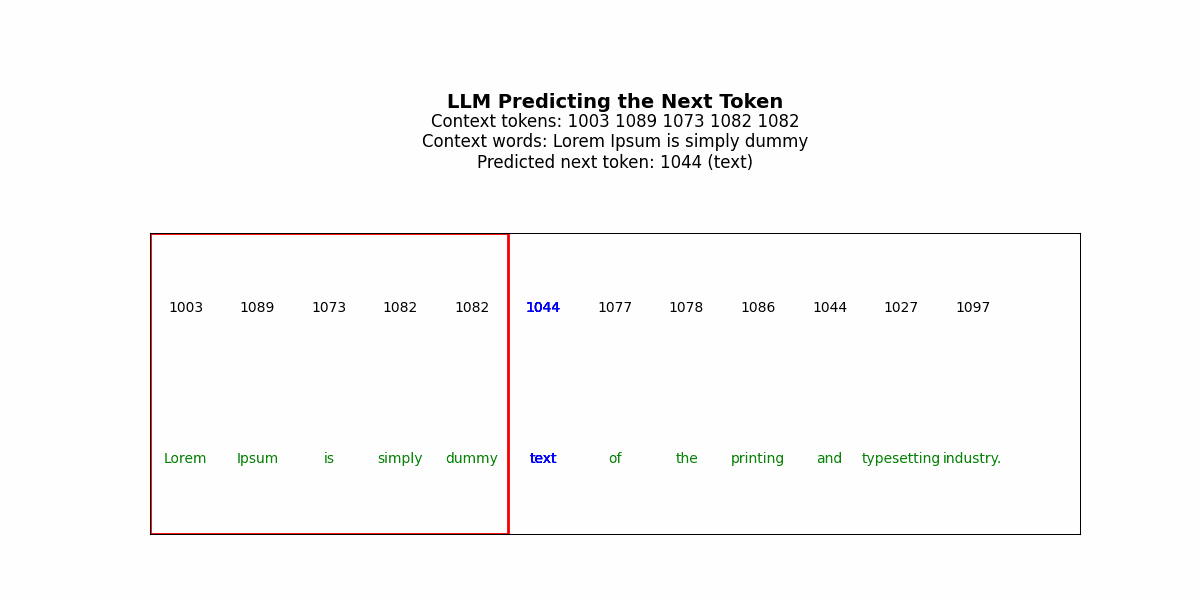 LLM Predicting the Next Token
Context tokens: 1003 1089 1073 1082 1082
Context words: Lorem Ipsum is simply dummy
Predicted next token: 1044 (text)
1003 1089 1073 1082 1082 1044 1077 1078 1086 1044 1027 1097
Lorem Ipsum is simply dummy text of the printing and typesetting industry.